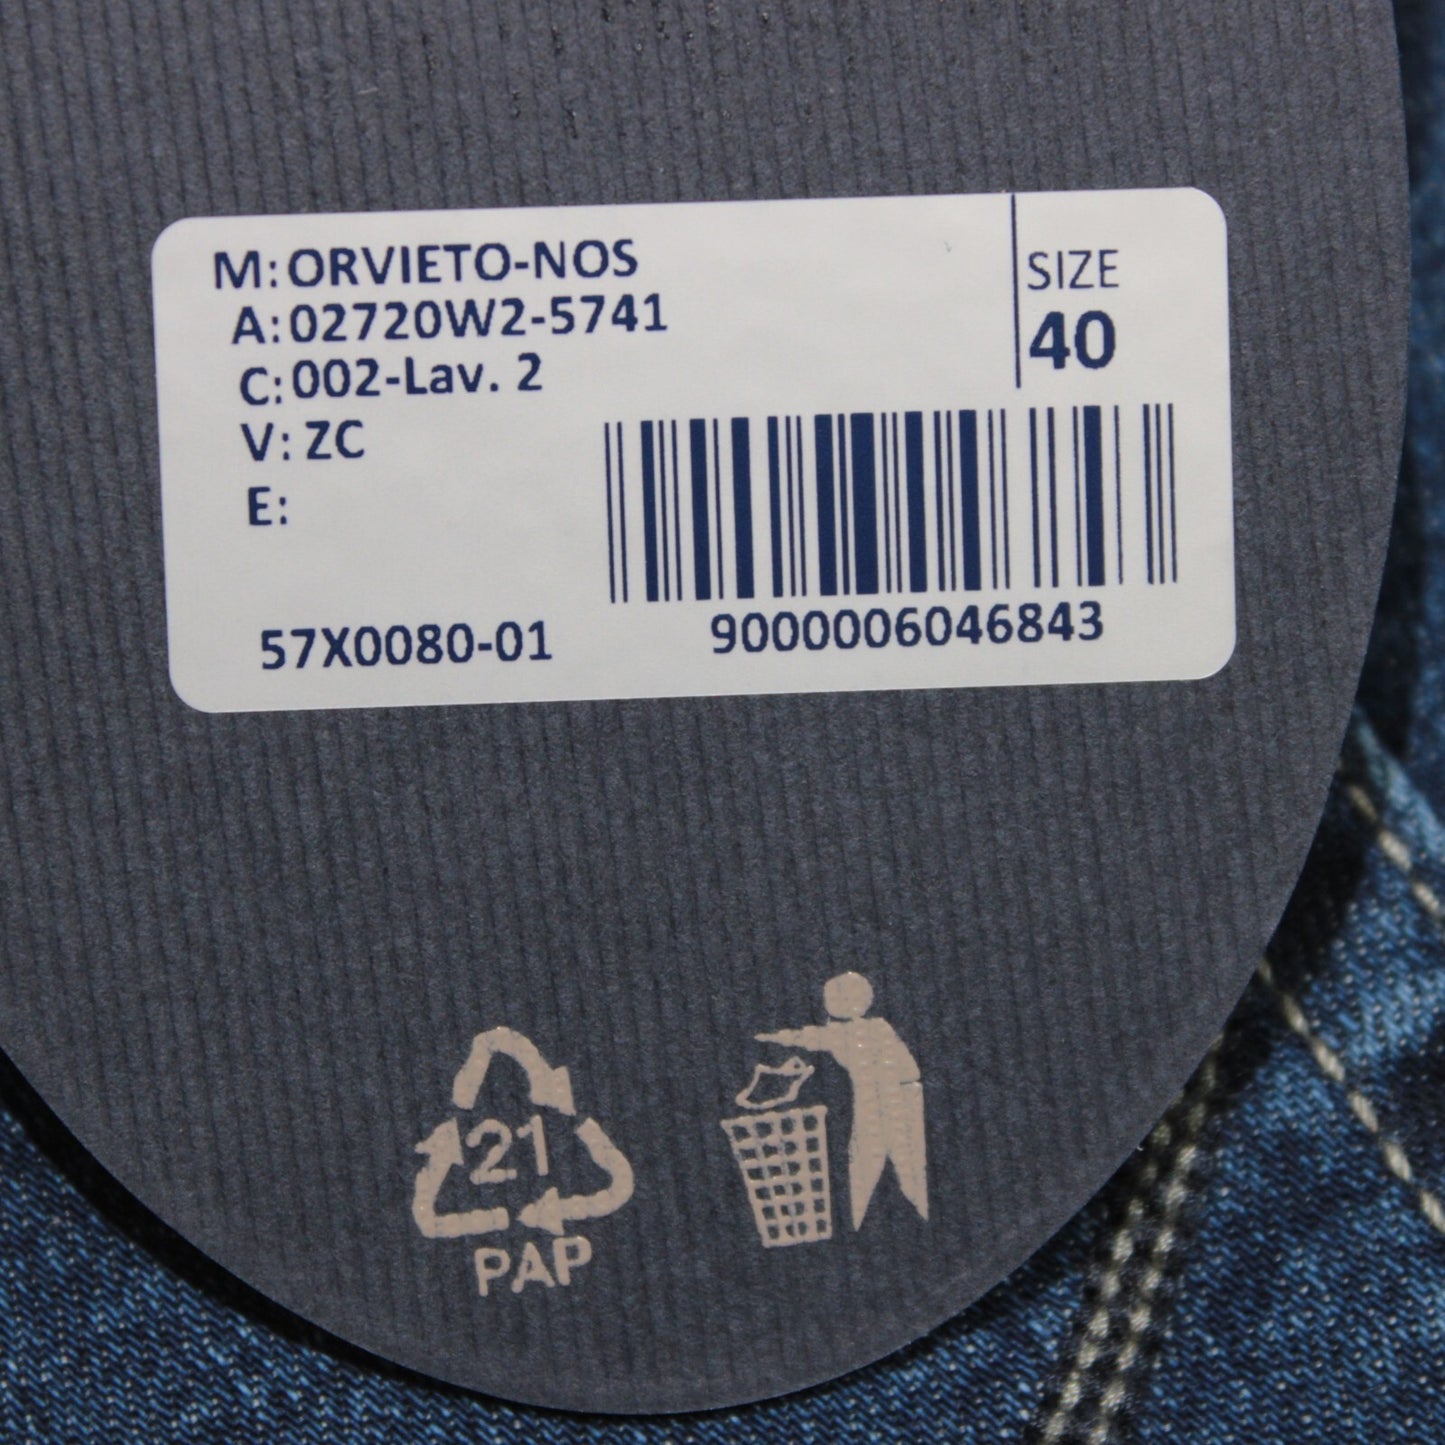 M: ORVIETO-NOS
A: 02720W2-5741
C: 002-Lav. 2
V: ZC
E:
SIZE
40
57X0080-01
9000006046843
21
PAP